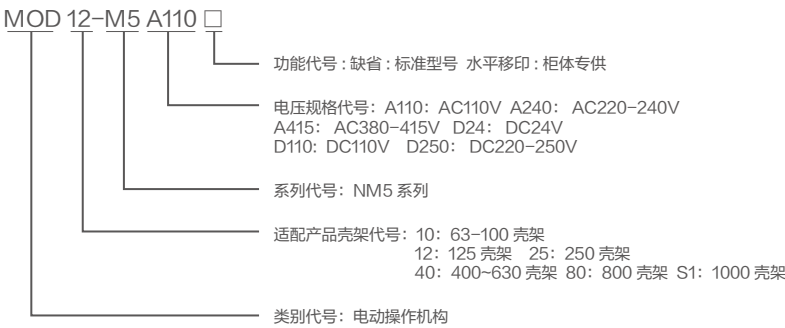 MOD 12-M5 A110 □
功能代号：缺省：标准型号 水平移印：柜体专供
电压规格代号：A110：AC110V A240： AC220-240V
A415： AC380-415V D24： DC24V
D110: DC110V D250： DC220-250V
系列代号：NM5 系列
适配产品壳架代号：10：63-100 壳架
12：125 壳架 25：250 壳架
40：400~630 壳架 80：800 壳架 S1：1000 壳架
类别代号：电动操作机构